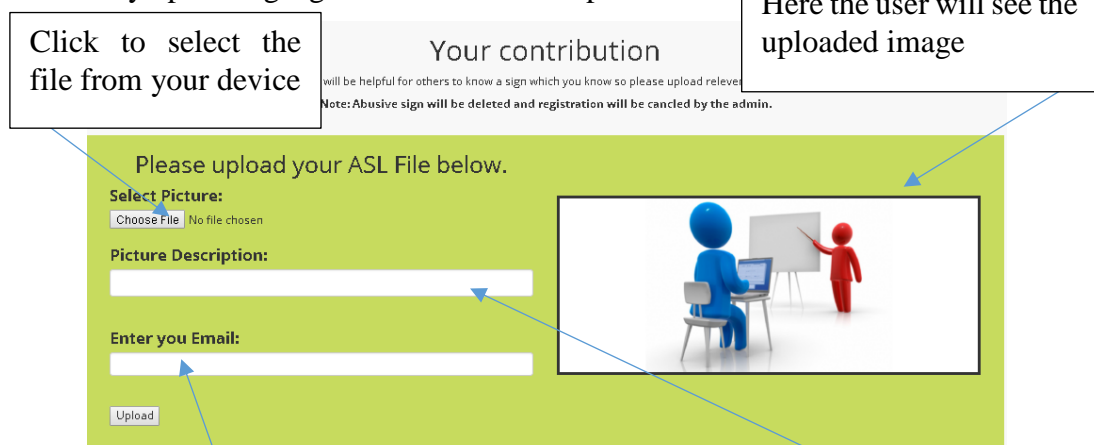 Here the user will see the
uploaded image
Click to select the
file from your device
Your contribution
will be helpful for others to know a sign which you know so please upload relever
Note: Abusive sign will be deleted and registration will be cancled by the admin.
Please upload your ASL File below.
Select Picture:
Choose File No file chosen
Picture Description:
Enter you Email:
Upload